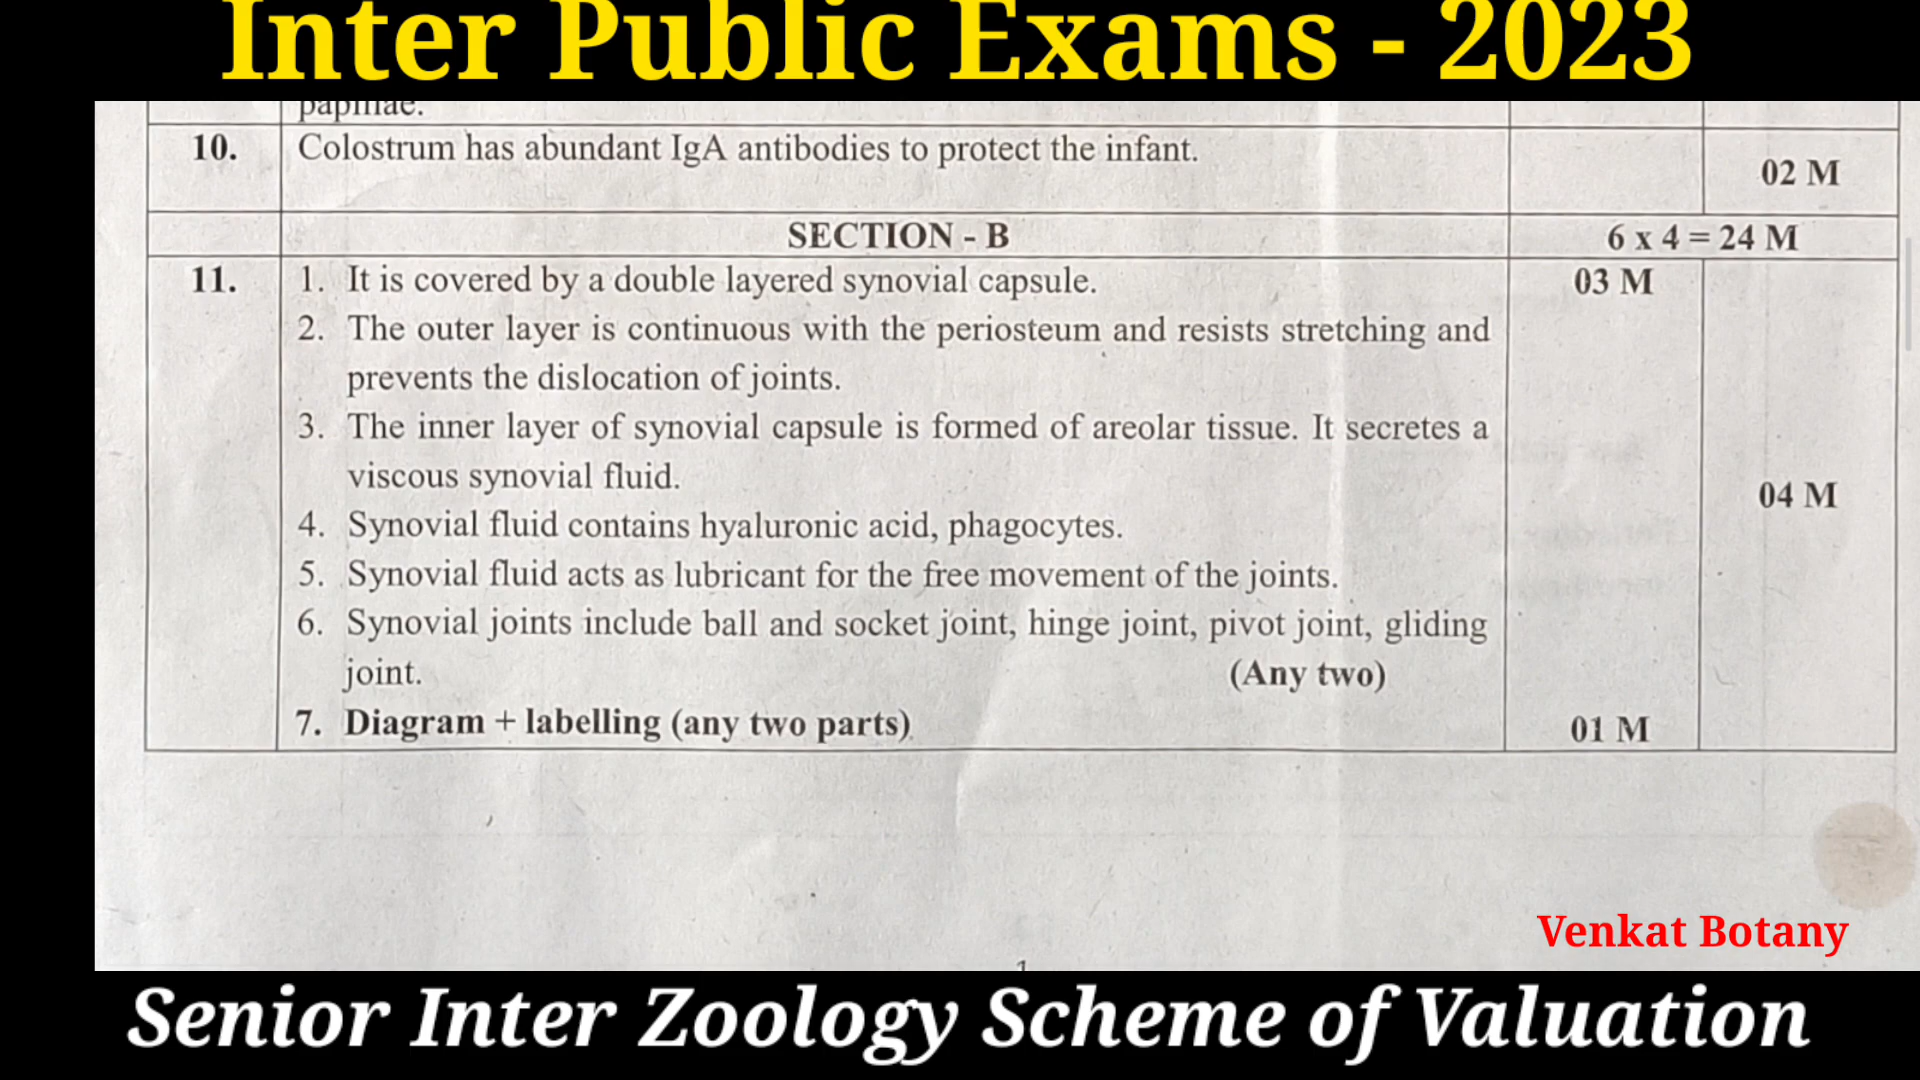 Inter Public Exams - 2023
papillae.
10. Colostrum has abundant IgA antibodies to protect the infant. 02 M
SECTION - B 6 x 4 = 24 M
11. 1. It is covered by a double layered synovial capsule. 03 M
2. The outer layer is continuous with the periosteum and resists stretching and
prevents the dislocation of joints.
3. The inner layer of synovial capsule is formed of areolar tissue. It secretes a
viscous synovial fluid.
04 M
4. Synovial fluid contains hyaluronic acid, phagocytes.
5. Synovial fluid acts as lubricant for the free movement of the joints.
6. Synovial joints include ball and socket joint, hinge joint, pivot joint, gliding
joint. (Any two)
7. Diagram + labelling (any two parts) 01 M
Venkat Botany
1
Senior Inter Zoology Scheme of Valuation